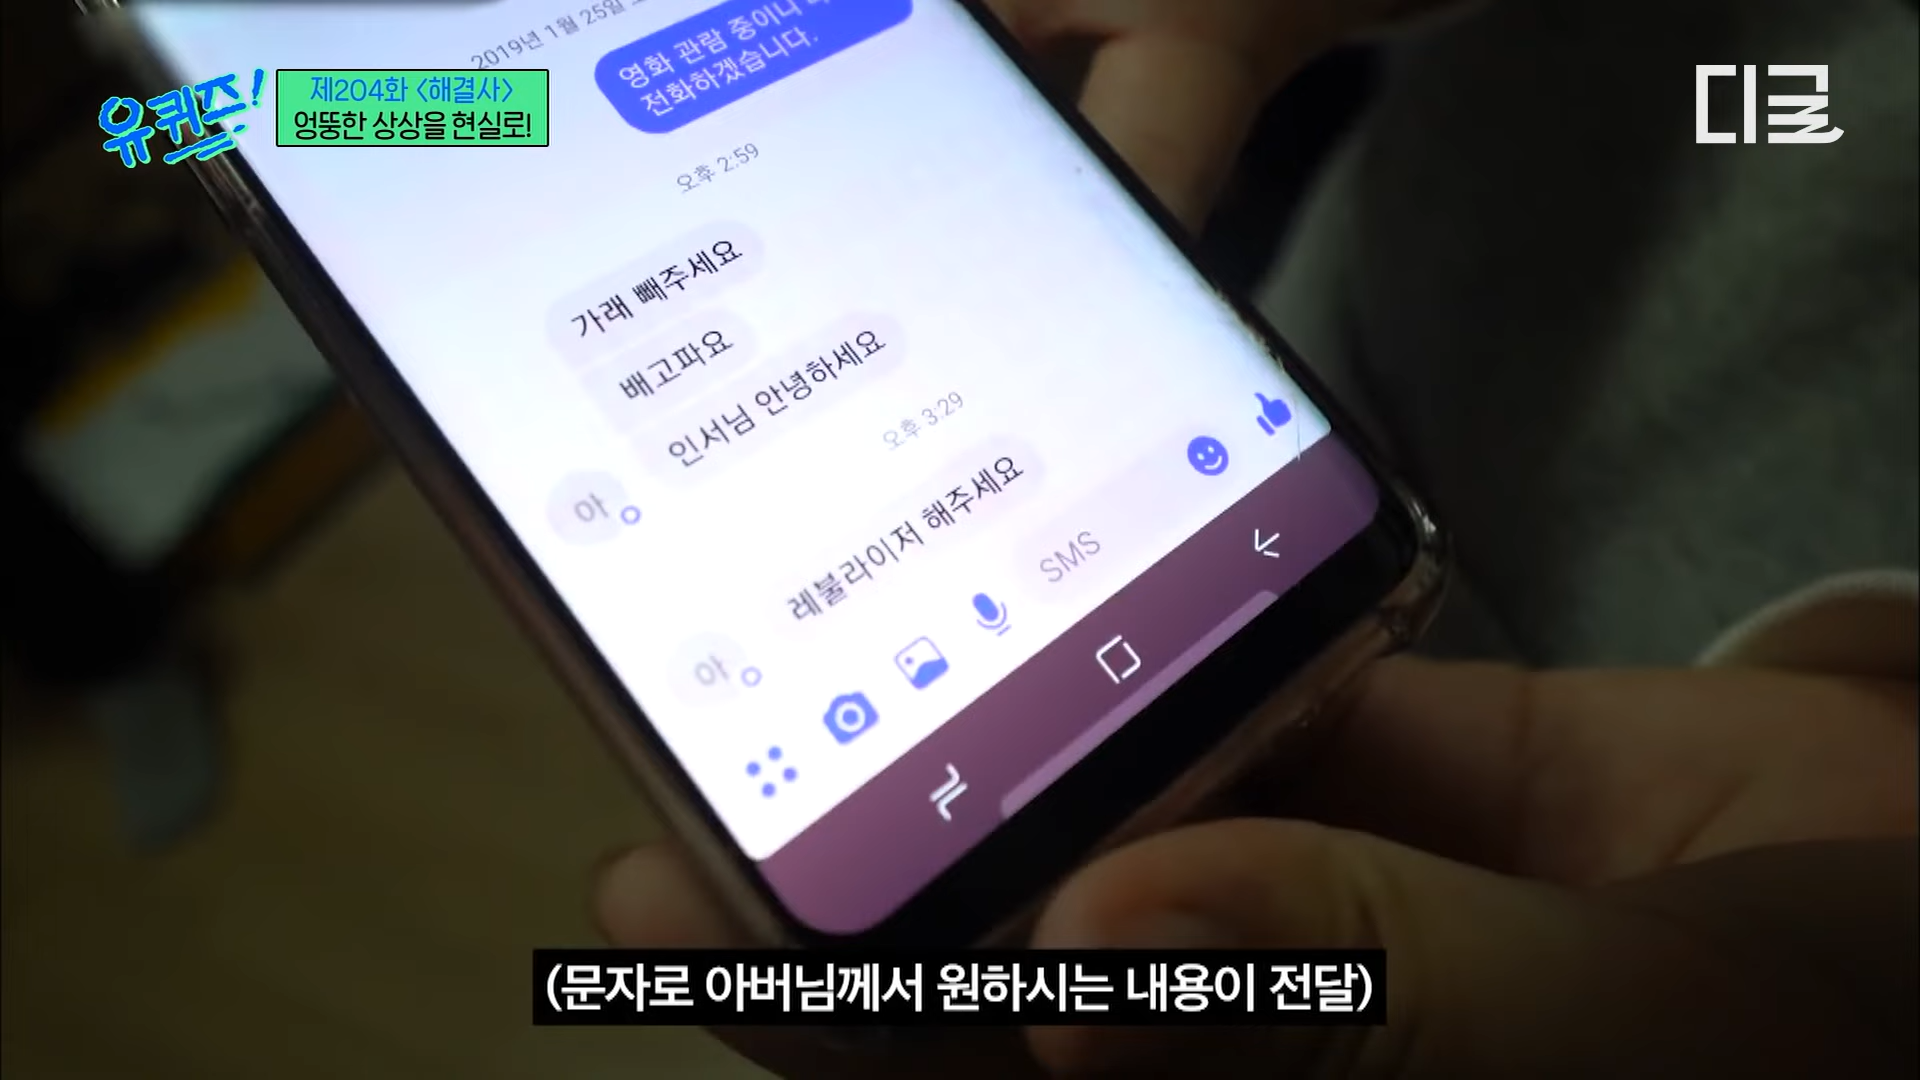 유퀴즈!
제204화 <해결사>
엉뚱한 상상을 현실로!
디글
2019년 1월 25일
영화 관람 중이니
전화하겠습니다.
오후 2:59
가래 빼주세요
배고파요
인서님 안녕하세요
아
오후 3:29
레불라이저 해주세요
아
SMS
(문자로 아버님께서 원하시는 내용이 전달)